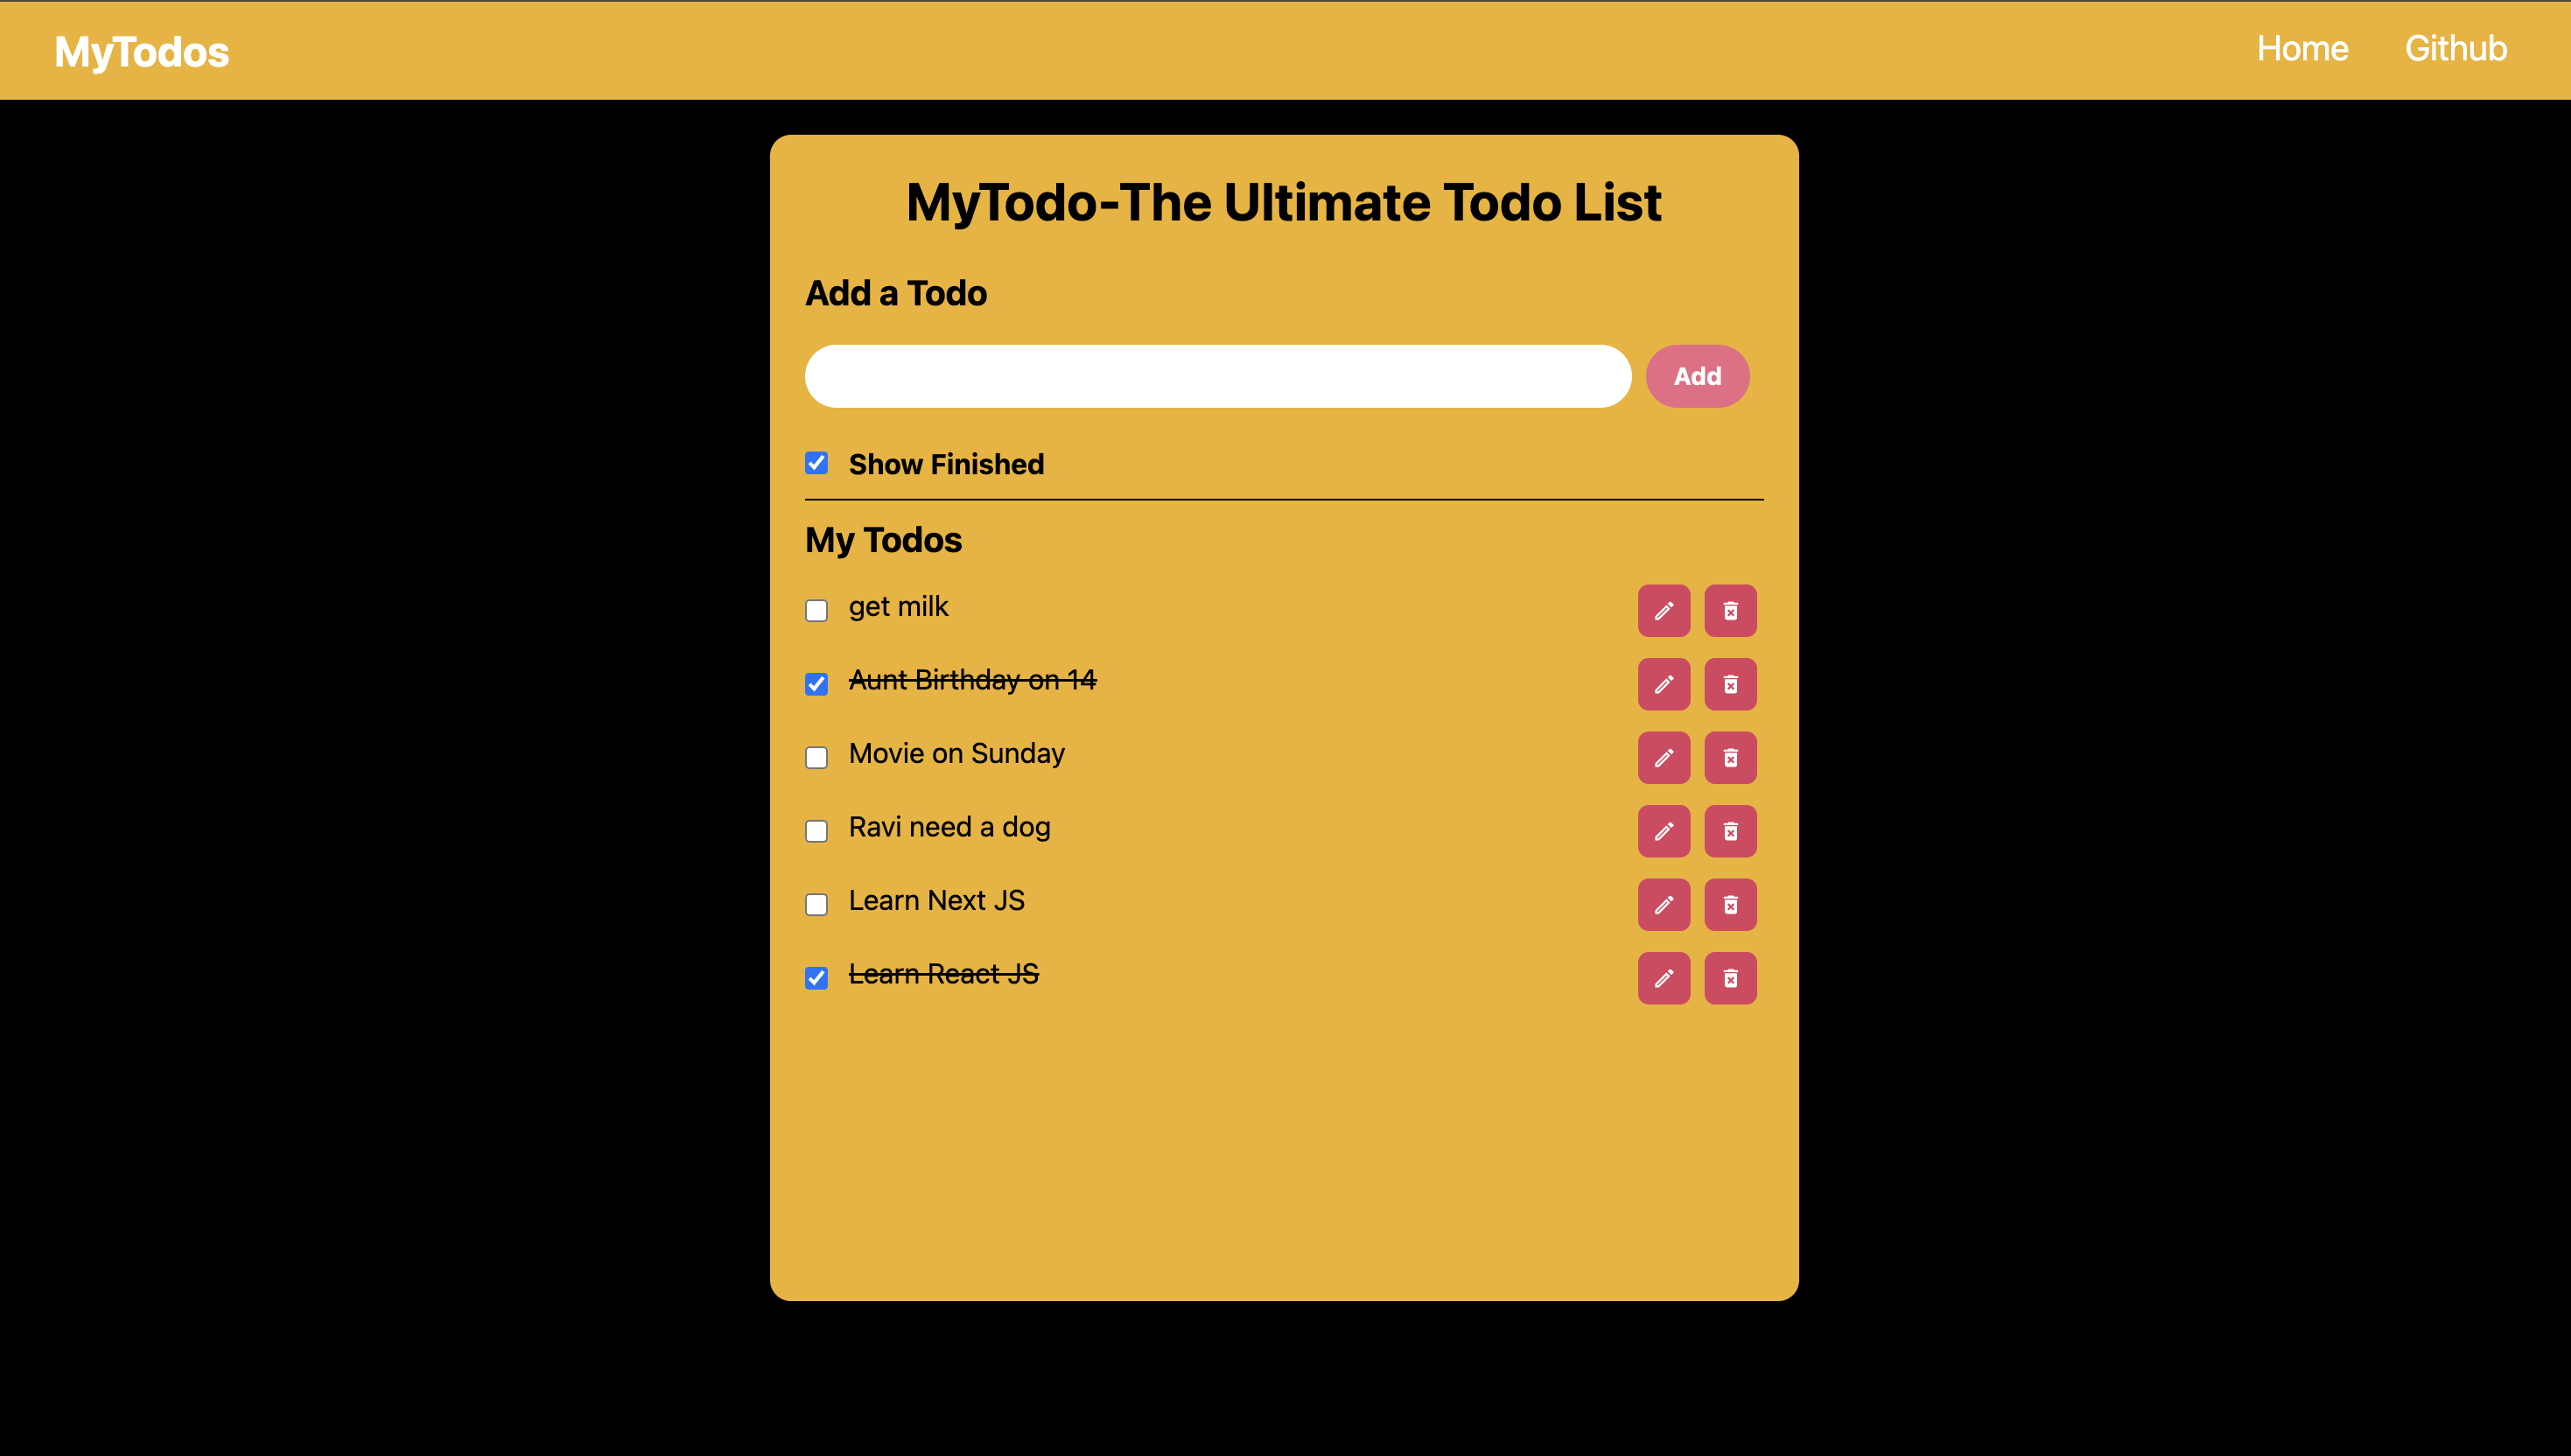 MyTodos
Home
Github
MyTodo-The Ultimate Todo List
Add a Todo
Add
Show Finished
My Todos
get milk
Aunt Birthday on 14
Movie on Sunday
Ravi need a dog
Learn Next JS
Learn React JS